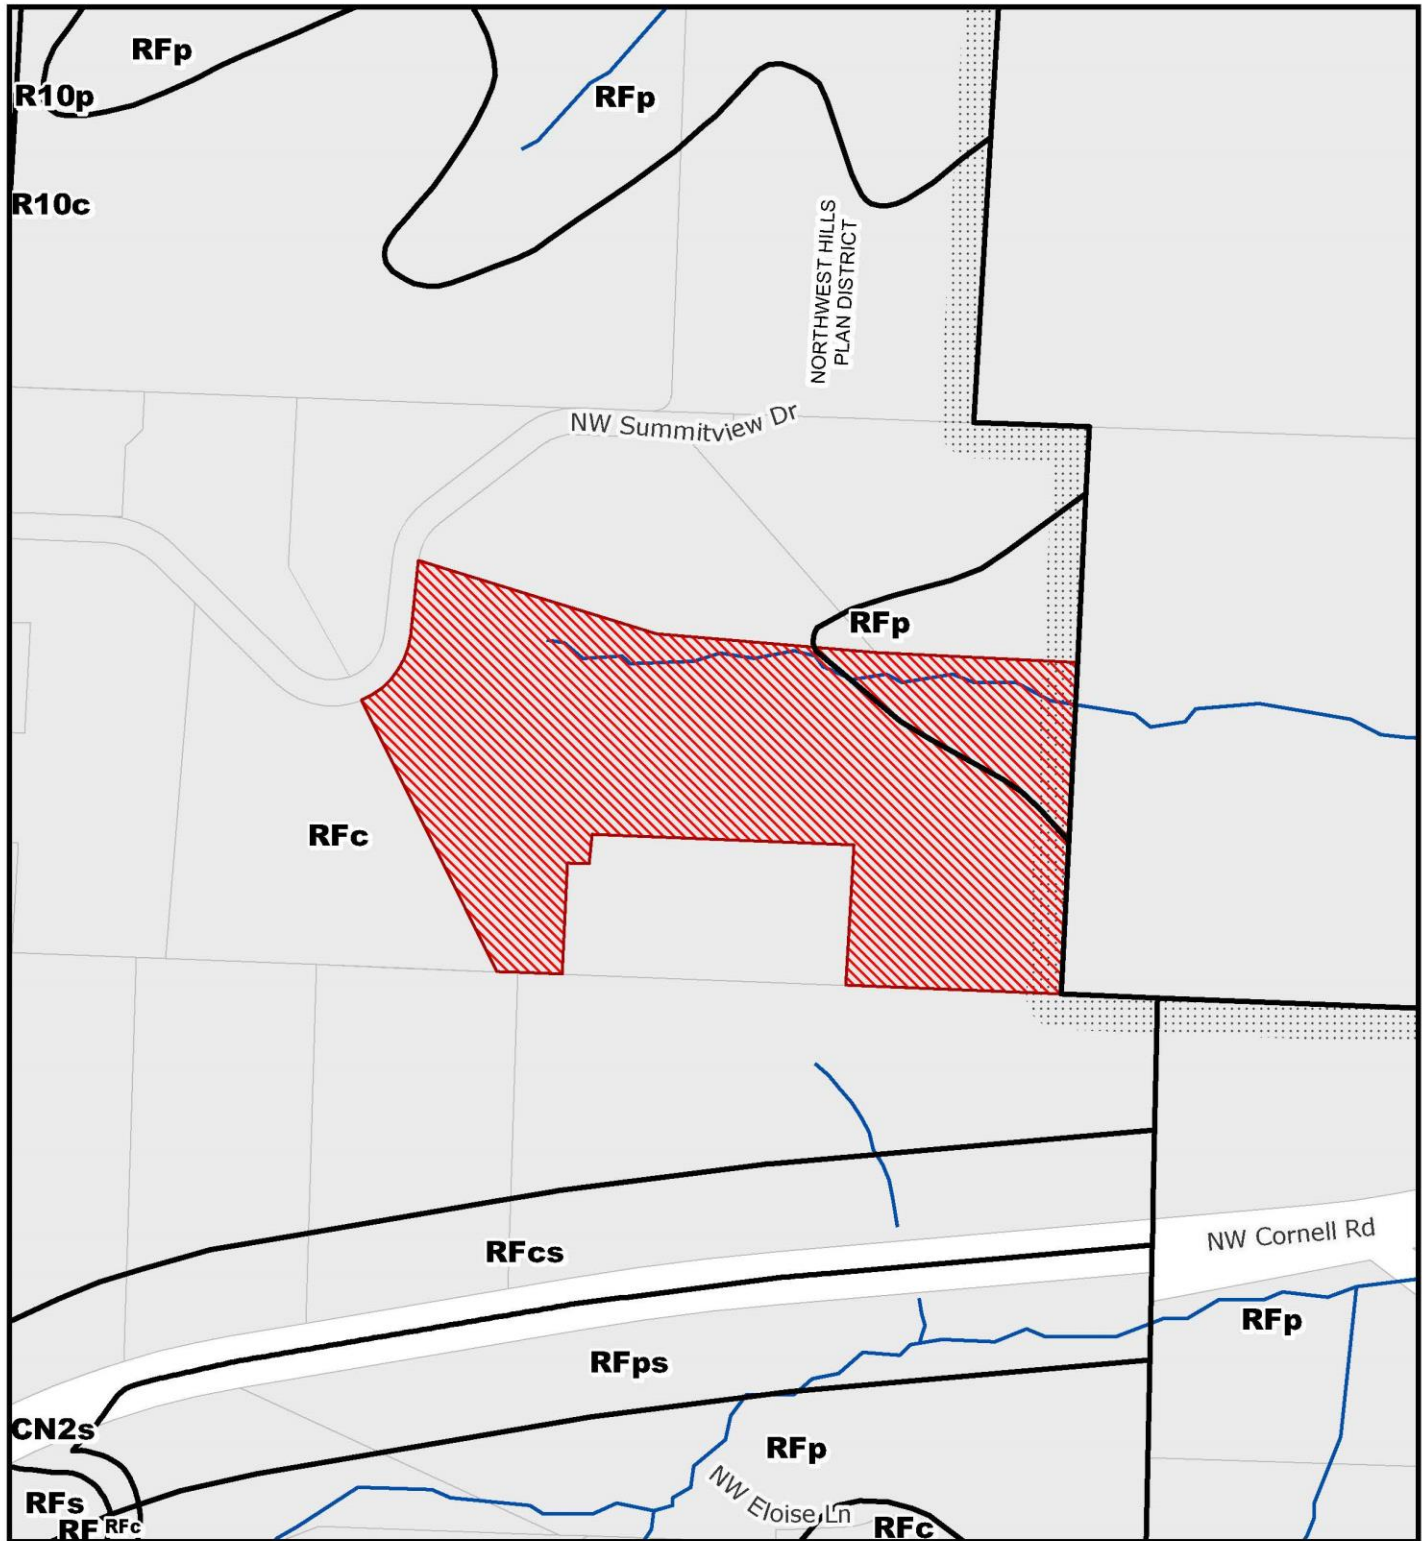 RFp
R10p
RFp
R10c
NORTHWEST HILLS
PLAN DISTRICT
NW Summitview Dr
RFp
RFc
NW Cornell Rd
RFcs
RFp
RFps
CN2s
RFp
NW Eloise Ln
RFs
RF
RFc
RFc